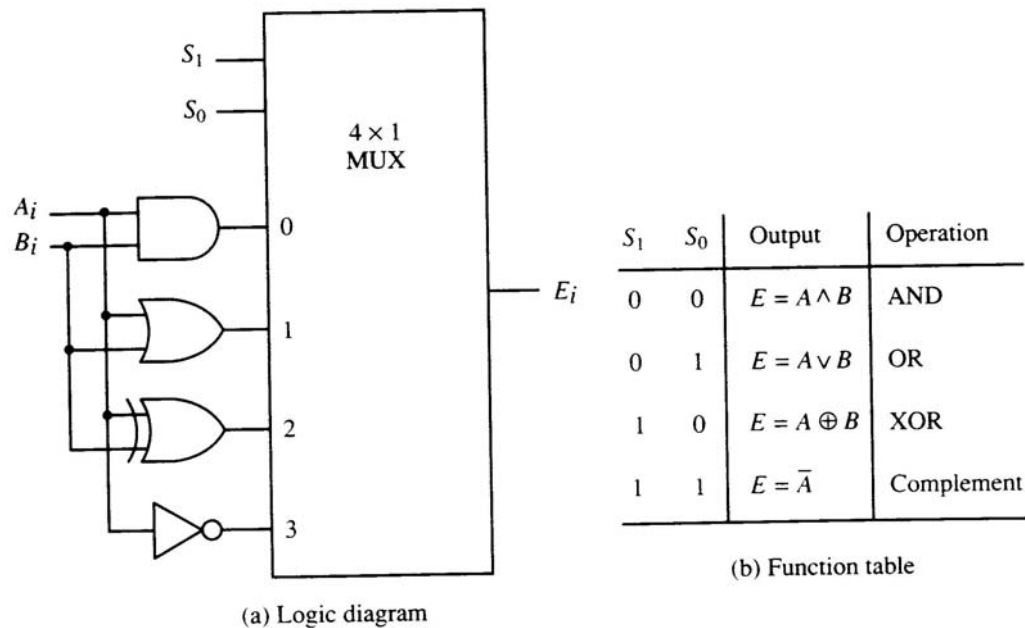 S₁
S₀
4 × 1
MUX
Aᵢ
Bᵢ
0
1
2
3
Eᵢ
(a) Logic diagram
S₁ S₀ Output Operation
0 0 E = A ∧ B AND
0 1 E = A ∨ B OR
1 0 E = A ⊕ B XOR
1 1 E = A̅ Complement
(b) Function table